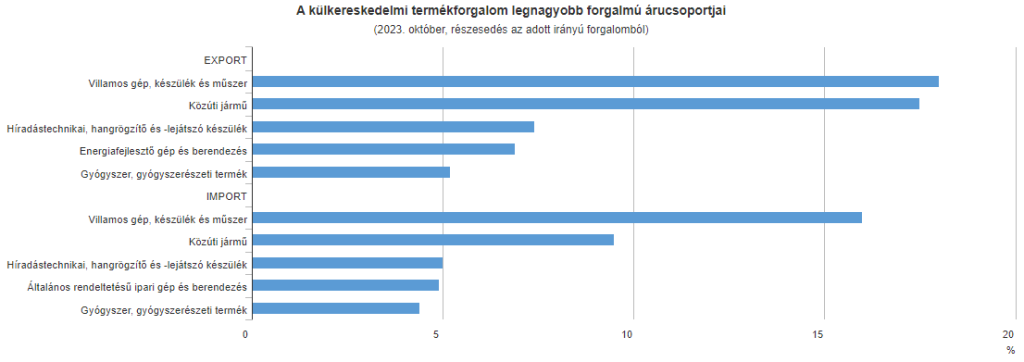 A külkereskedelmi termékforgalom legnagyobb forgalmú árucsoportjai
(2023. október, részesedés az adott irányú forgalomból)
EXPORT
Villamos gép, készülék és műszer
Közúti jármű
Híradástechnikai, hangrögzítő és -lejátszó készülék
Energiafejlesztő gép és berendezés
Gyógyszer, gyógyszerészeti termék
IMPORT
Villamos gép, készülék és műszer
Közúti jármű
Híradástechnikai, hangrögzítő és -lejátszó készülék
Általános rendeltetésű ipari gép és berendezés
Gyógyszer, gyógyszerészeti termék
0 5 10 15 20
%